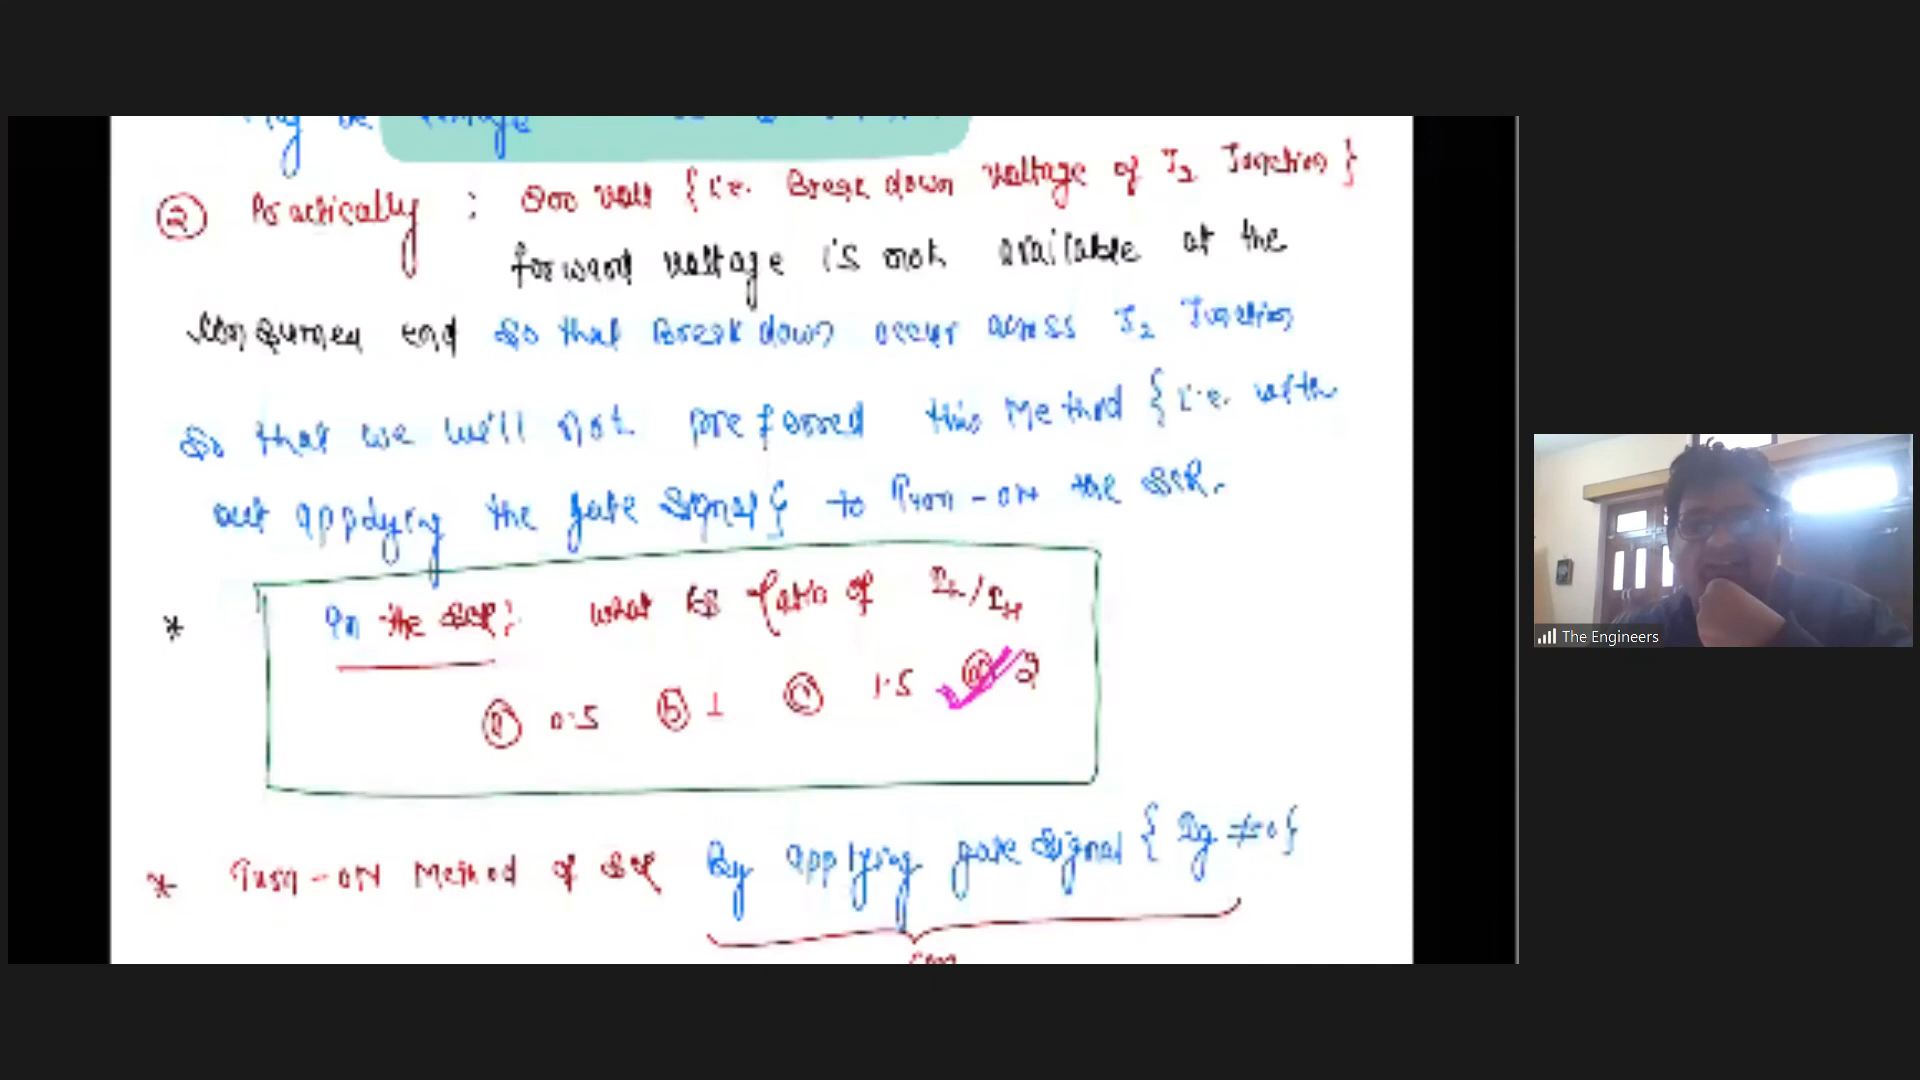 ② Practically : 800 volt { i.e. Break down voltage of J2 Junction }
forward voltage is not available at the
consumer end so that Break down occur across J2 Junction
so that we will not preferred this Method { i.e. with
out applying the gate signal } to Turn-ON the SCR.
* In the SCR: what is ratio of IL/IH
ⓐ 0.5 ⓑ 1 ⓒ 1.5 ⓓ 2
* Turn-ON Method of SCR By applying gate signal { Ig ≠ 0 }
The Engineers